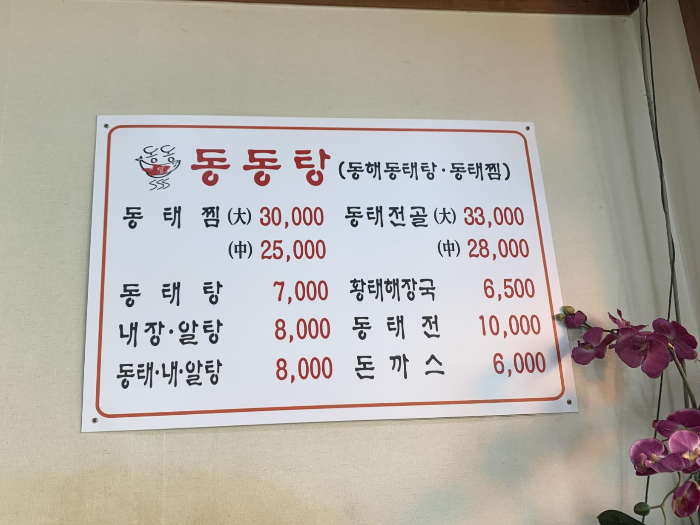 동동탕 (동해동태탕·동태찜)
동태찜 (大) 30,000 동태전골 (大) 33,000
(中) 25,000 (中) 28,000
동태탕 7,000 황태해장국 6,500
내장·알탕 8,000 동태전 10,000
동태·내·알탕 8,000 돈까스 6,000